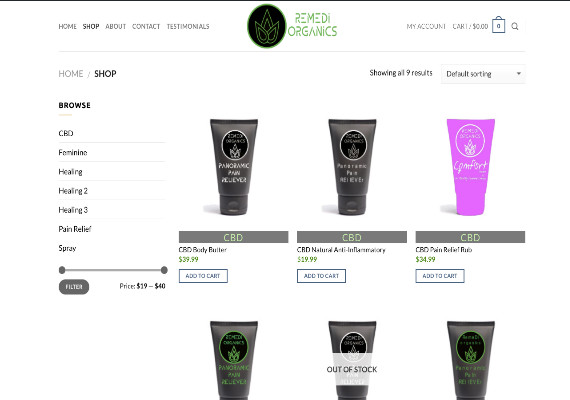 HOME SHOP ABOUT CONTACT TESTIMONIALS
REMEDI
ORGANICS
MY ACCOUNT CART / $0.00 0
HOME / SHOP
Showing all 9 results
Default sorting
BROWSE
CBD
Feminine
Healing
Healing 2
Healing 3
Pain Relief
Spray
FILTER
Price: $19 — $40
REMEDI
ORGANICS
PANORAMIC
PAIN
RELIEVER
CBD
CBD Body Butter
$39.99
ADD TO CART
REMEDI
ORGANICS
Panoramic
Pain
RELIEVER
CBD
CBD Natural Anti-Inflammatory
$19.99
ADD TO CART
REMEDI
ORGANICS
Comfort
CBD
CBD Pain Relief Rub
$34.99
ADD TO CART
REMEDI
ORGANICS
PANORAMIC
PAIN
RELIEVER
REMEDI
ORGANICS
OUT OF STOCK
RELIEVER
REMEDI
ORGANICS
Panoramic
Pain
RELIEVER